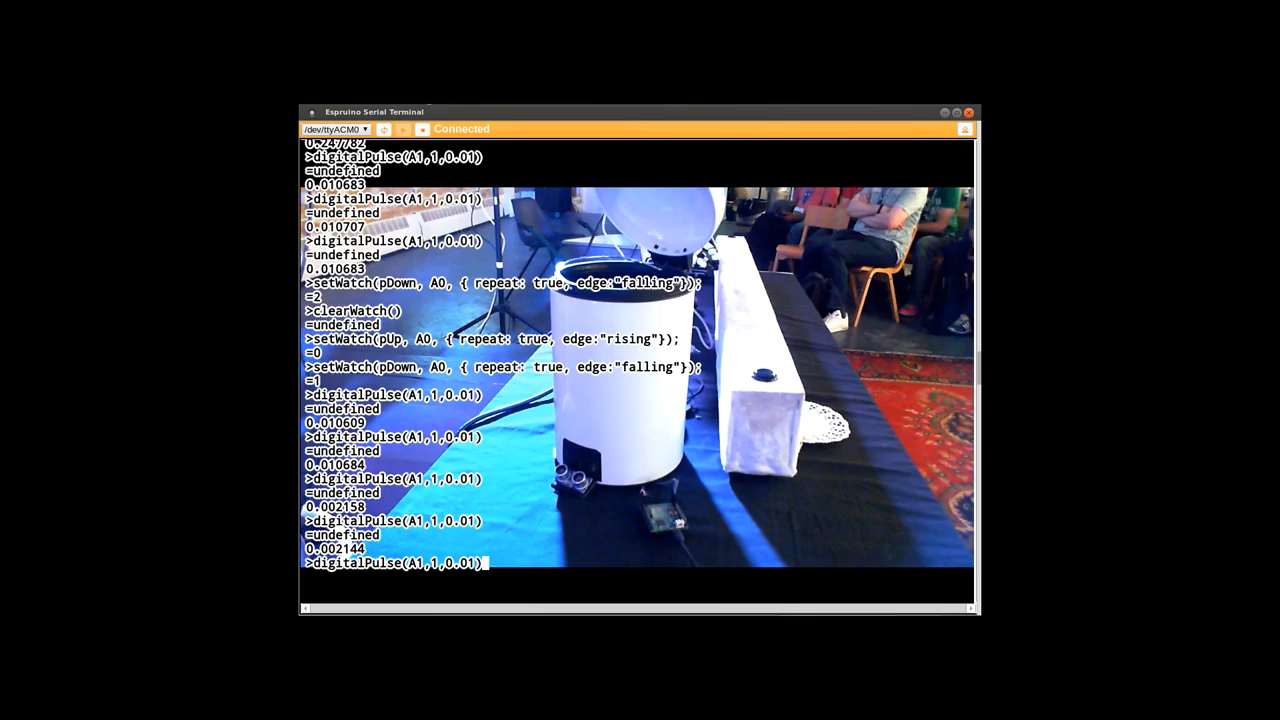 Espruino Serial Terminal
/dev/ttyACM0 Connected
0.247782
>digitalPulse(A1,1,0.01)
=undefined
0.010683
>digitalPulse(A1,1,0.01)
=undefined
0.010707
>digitalPulse(A1,1,0.01)
=undefined
0.010683
>setWatch(pDown, A0, { repeat: true, edge:"falling"});
=2
>clearWatch()
=undefined
>setWatch(pUp, A0, { repeat: true, edge:"rising"});
=0
>setWatch(pDown, A0, { repeat: true, edge:"falling"});
=1
>digitalPulse(A1,1,0.01)
=undefined
0.010609
>digitalPulse(A1,1,0.01)
=undefined
0.010684
>digitalPulse(A1,1,0.01)
=undefined
0.002158
>digitalPulse(A1,1,0.01)
=undefined
0.002144
>digitalPulse(A1,1,0.01)